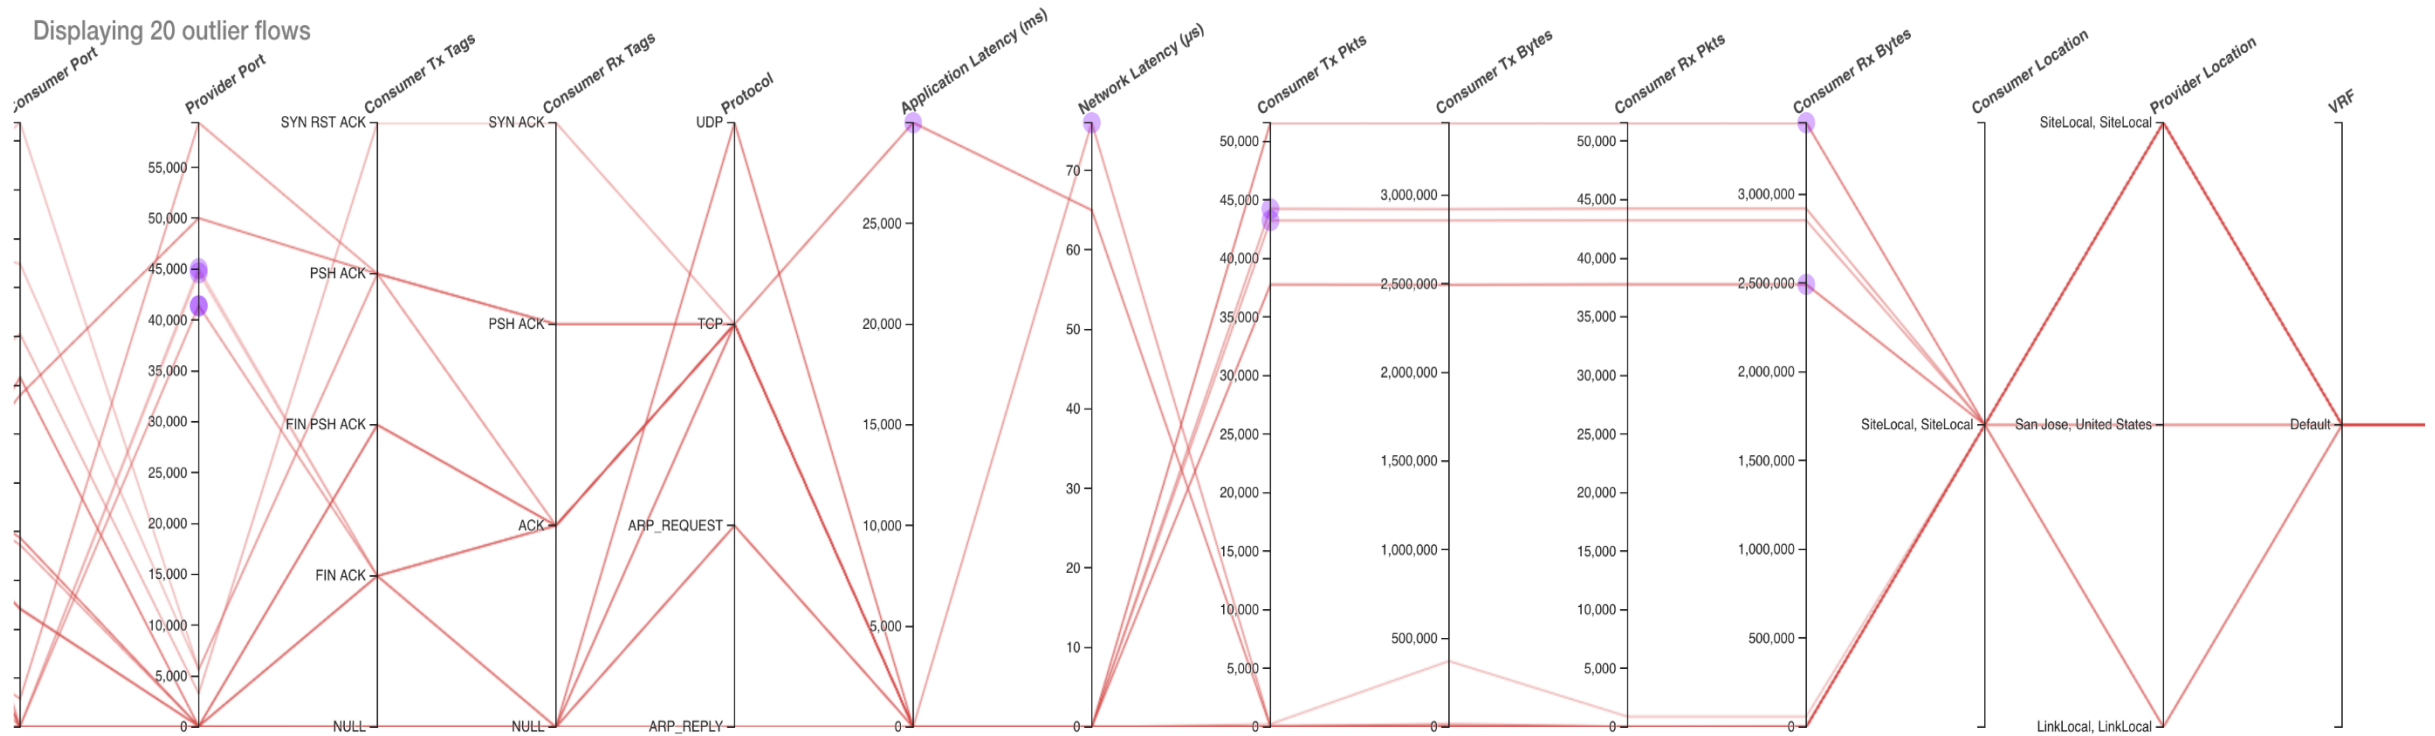 Displaying 20 outlier flows
Consumer Port
Provider Port
Consumer Tx Tags
Consumer Rx Tags
Protocol
Application Latency (ms)
Network Latency (µs)
Consumer Tx Pkts
Consumer Tx Bytes
Consumer Rx Pkts
Consumer Rx Bytes
Consumer Location
Provider Location
VRF
55,000
50,000
45,000
40,000
35,000
30,000
25,000
20,000
15,000
10,000
5,000
0
SYN RST ACK
PSH ACK
FIN PSH ACK
FIN ACK
NULL
SYN ACK
PSH ACK
ACK
NULL
UDP
TCP
ARP_REQUEST
ARP_REPLY
25,000
20,000
15,000
10,000
5,000
0
70
60
50
40
30
20
10
0
50,000
45,000
40,000
35,000
30,000
25,000
20,000
15,000
10,000
5,000
0
3,000,000
2,500,000
2,000,000
1,500,000
1,000,000
500,000
0
50,000
45,000
40,000
35,000
30,000
25,000
20,000
15,000
10,000
5,000
0
3,000,000
2,500,000
2,000,000
1,500,000
1,000,000
500,000
0
SiteLocal, SiteLocal
SiteLocal, SiteLocal
San Jose, United States
LinkLocal, LinkLocal
Default